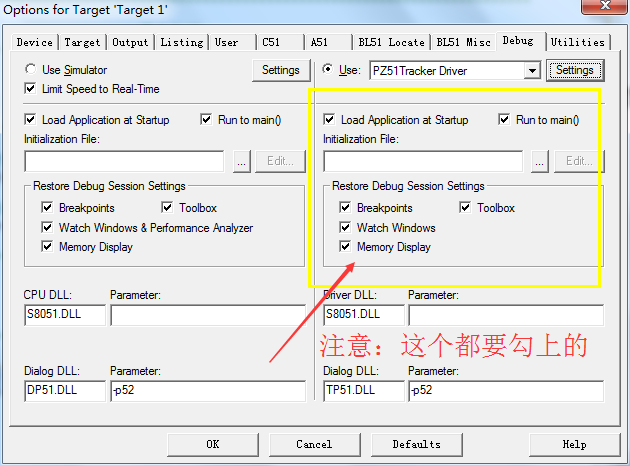 Options for Target 'Target 1'
Device Target Output Listing User C51 A51 BL51 Locate BL51 Misc Debug Utilities
Use Simulator Settings
Limit Speed to Real-Time
Load Application at Startup Run to main()
Initialization File:
... Edit...
Restore Debug Session Settings
Breakpoints Toolbox
Watch Windows & Performance Analyzer
Memory Display
CPU DLL: Parameter:
S8051.DLL
Dialog DLL: Parameter:
DP51.DLL -p52
Use: PZ51Tracker Driver Settings
Load Application at Startup Run to main()
Initialization File:
... Edit...
Restore Debug Session Settings
Breakpoints Toolbox
Watch Windows
Memory Display
Driver DLL: Parameter:
S8051.DLL
注意：这个都要勾上的
Dialog DLL: Parameter:
TP51.DLL -p52
OK Cancel Defaults Help